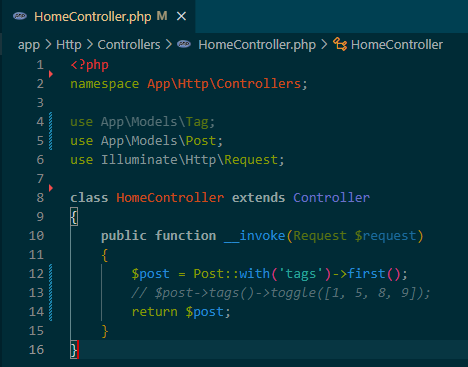 HomeController.php M ×
app > Http > Controllers > HomeController.php > HomeController
1 <?php
2 namespace App\Http\Controllers;
3
4 use App\Models\Tag;
5 use App\Models\Post;
6 use Illuminate\Http\Request;
7
8 class HomeController extends Controller
9 {
10     public function __invoke(Request $request)
11     {
12         $post = Post::with('tags')->first();
13         // $post->tags()->toggle([1, 5, 8, 9]);
14         return $post;
15     }
16 }